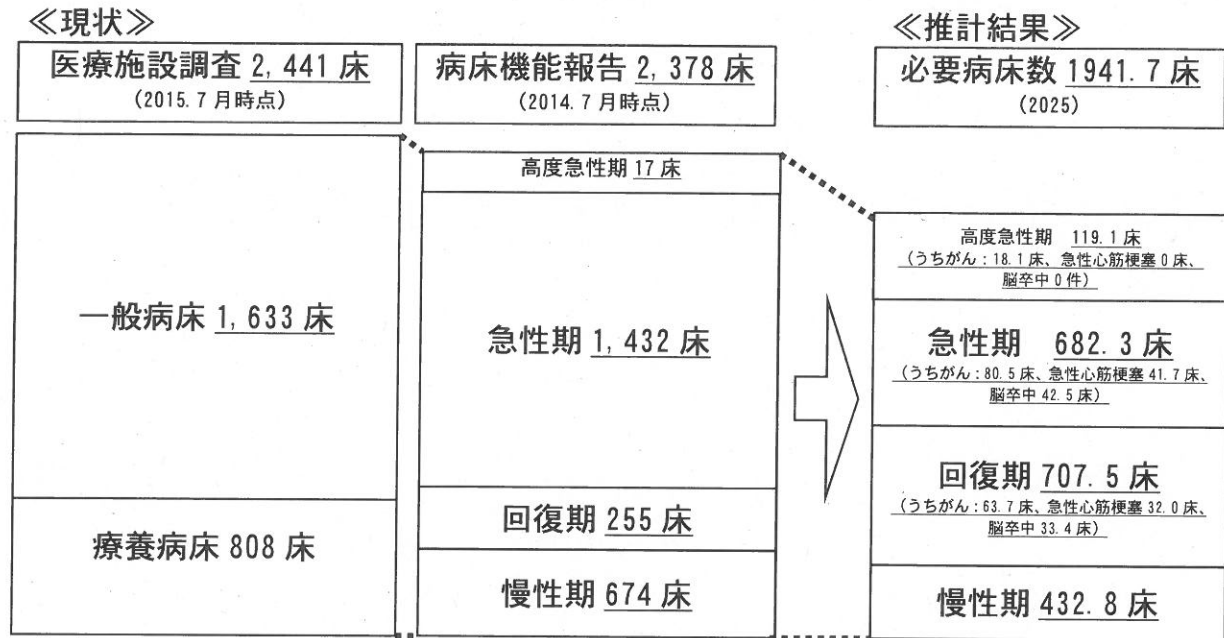 ≪現状≫
医療施設調査 2,441 床
(2015.7 月時点)
一般病床 1,633 床
療養病床 808 床
病床機能報告 2,378 床
(2014.7 月時点)
高度急性期 17 床
急性期 1,432 床
回復期 255 床
慢性期 674 床
≪推計結果≫
必要病床数 1941.7 床
(2025)
高度急性期 119.1 床
(うちがん:18.1 床、急性心筋梗塞 0 床、
脳卒中 0 件)
急性期 682.3 床
(うちがん:80.5 床、急性心筋梗塞 41.7 床、
脳卒中 42.5 床)
回復期 707.5 床
(うちがん:63.7 床、急性心筋梗塞 32.0 床、
脳卒中 33.4 床)
慢性期 432.8 床